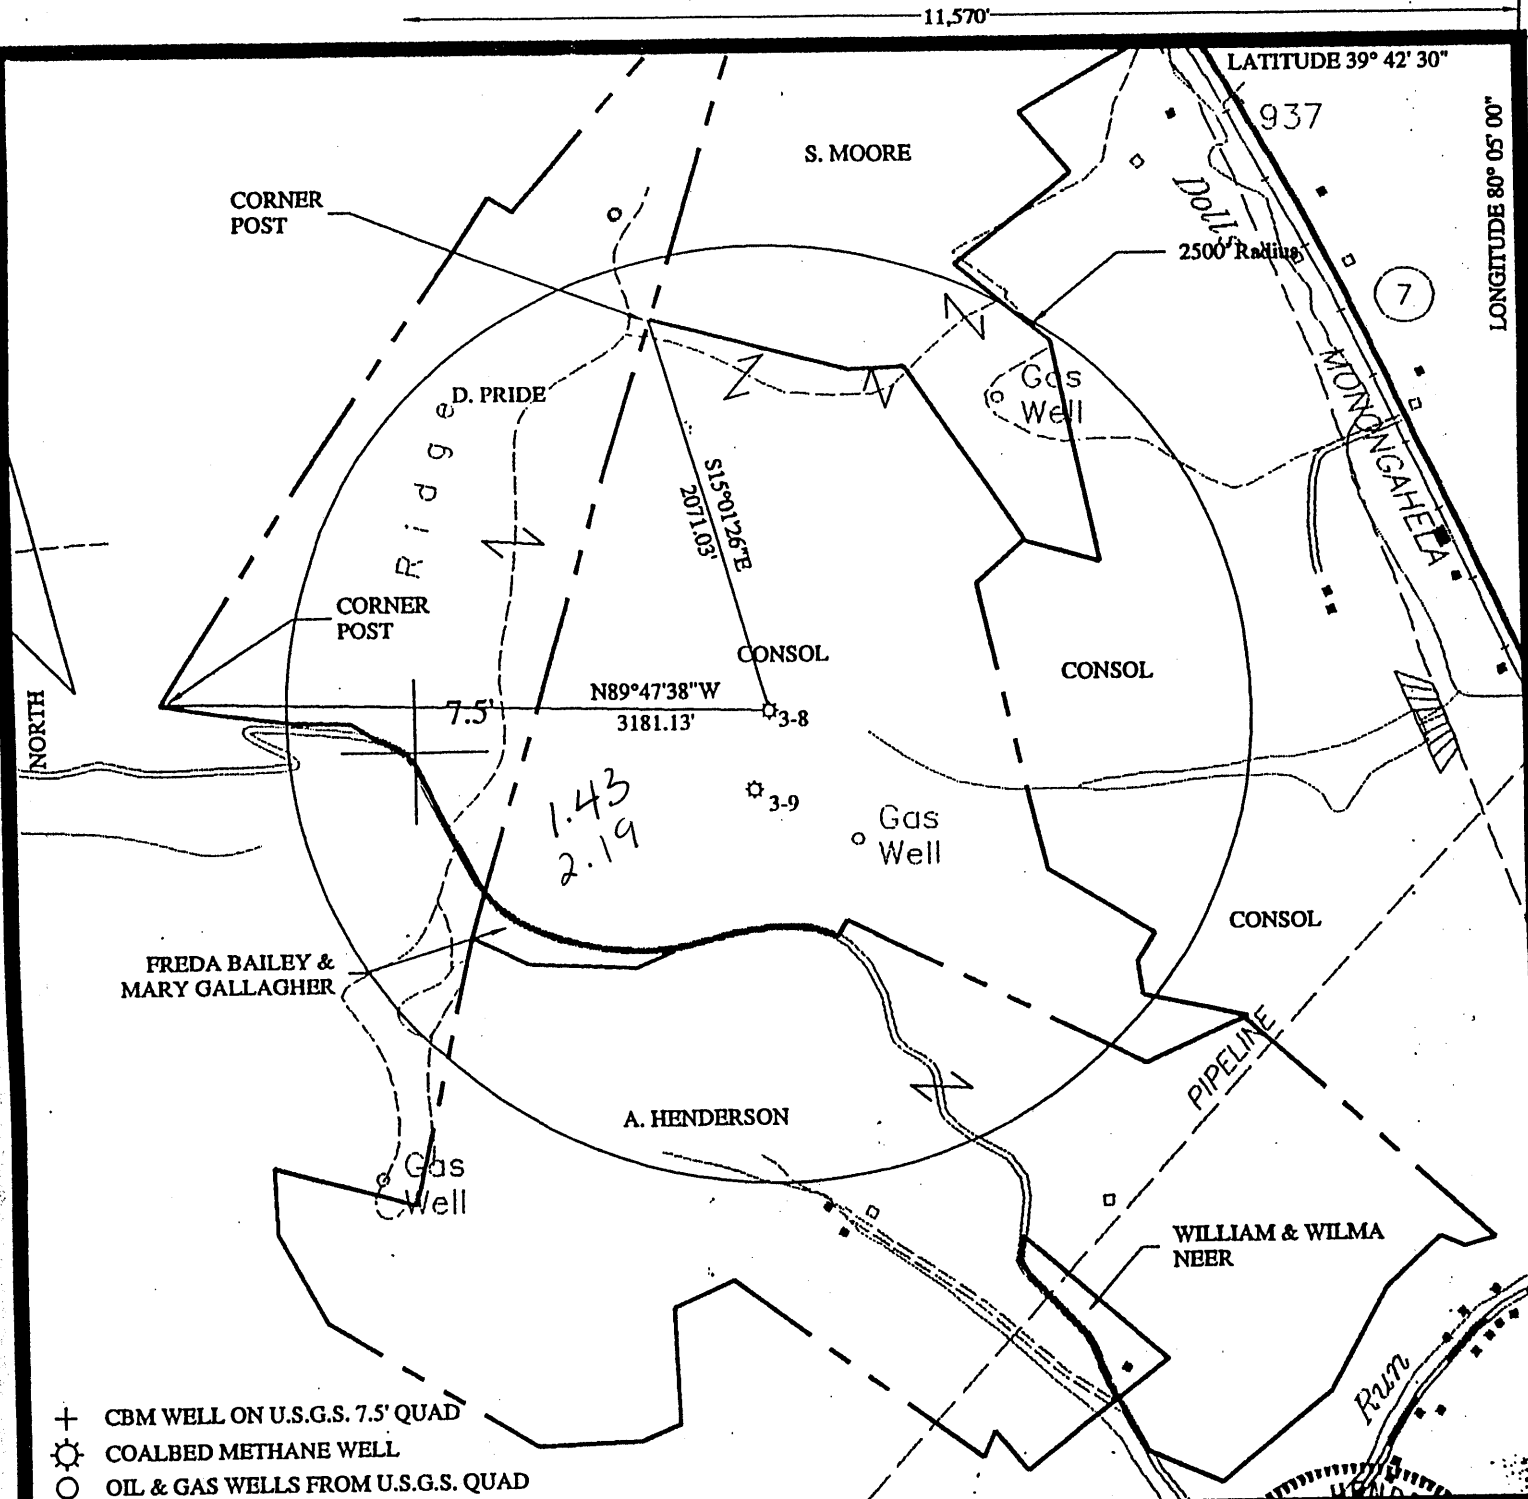 11,570'
LATITUDE 39° 42' 30"
937
LONGITUDE 80° 05' 00"
S. MOORE
CORNER
POST
Dolls
2500' Radius
7
D. PRIDE
Ridge
Gas
Well
MONONGAHELA
S15°01'26"E
2071.03'
CORNER
POST
CONSOL
CONSOL
N89°47'38"W
3181.13'
7.5'
3-8
NORTH
1.43
2.19
3-9
Gas
Well
CONSOL
FREDA BAILEY &
MARY GALLAGHER
PIPELINE
A. HENDERSON
Gas
Well
WILLIAM & WILMA
NEER
Run
CBM WELL ON U.S.G.S. 7.5' QUAD
COALBED METHANE WELL
OIL & GAS WELLS FROM U.S.G.S. QUAD